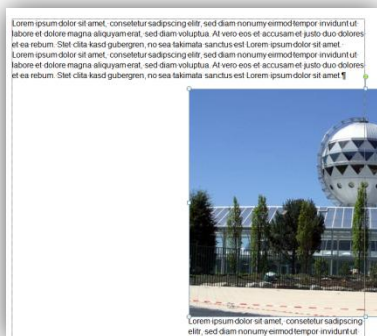 Lorem ipsum dolor sit amet, consetetur sadipscing elitr, sed diam nonumy eirmod tempor invidunt ut
labore et dolore magna aliquyam erat, sed diam voluptua. At vero eos et accusam et justo duo dolores
et ea rebum. Stet clita kasd gubergren, no sea takimata sanctus est Lorem ipsum dolor sit amet.
Lorem ipsum dolor sit amet, consetetur sadipscing elitr, sed diam nonumy eirmod tempor invidunt ut
labore et dolore magna aliquyam erat, sed diam voluptua. At vero eos et accusam et justo duo dolores
et ea rebum. Stet clita kasd gubergren, no sea takimata sanctus est Lorem ipsum dolor sit amet.¶
Lorem ipsum dolor sit amet, consetetur sadipscing
elitr, sed diam nonumy eirmod tempor invidunt ut